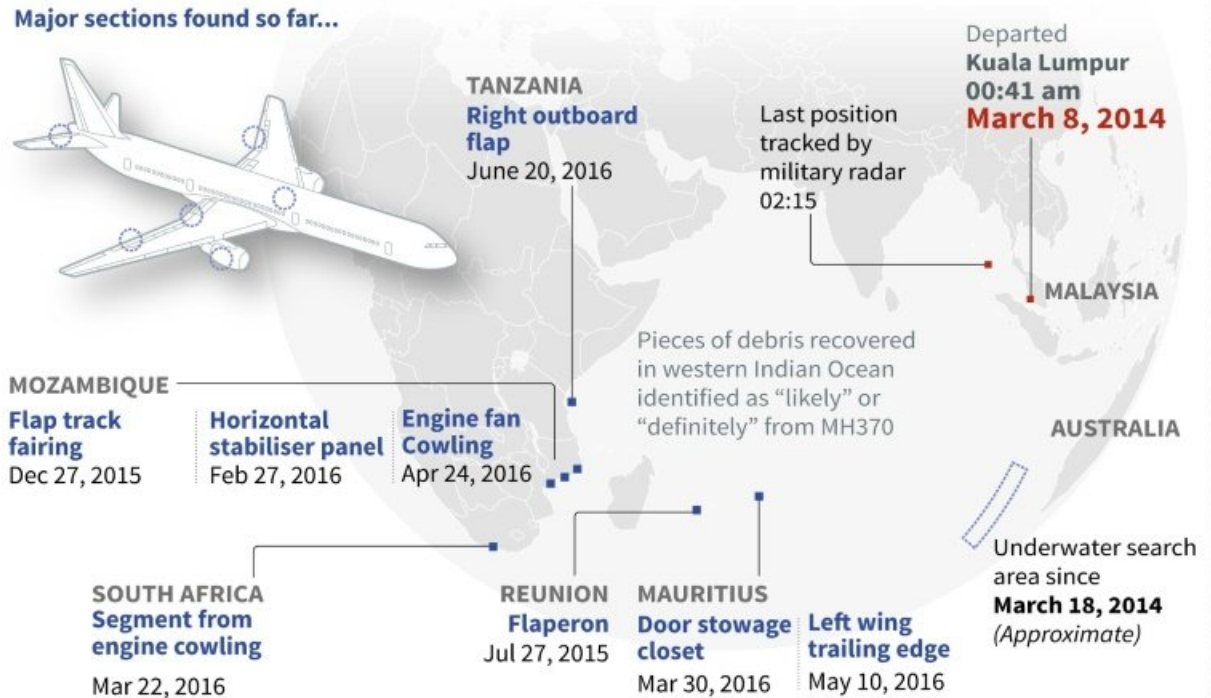 Major sections found so far...
Departed
Kuala Lumpur
00:41 am
March 8, 2014
TANZANIA
Right outboard
flap
June 20, 2016
Last position
tracked by
military radar
02:15
MALAYSIA
Pieces of debris recovered
in western Indian Ocean
identified as “likely” or
“definitely” from MH370
MOZAMBIQUE
Flap track
fairing
Dec 27, 2015
Horizontal
stabiliser panel
Feb 27, 2016
Engine fan
Cowling
Apr 24, 2016
AUSTRALIA
Underwater search
area since
March 18, 2014
(Approximate)
SOUTH AFRICA
Segment from
engine cowling
Mar 22, 2016
REUNION
Flaperon
Jul 27, 2015
MAURITIUS
Door stowage
closet
Mar 30, 2016
Left wing
trailing edge
May 10, 2016